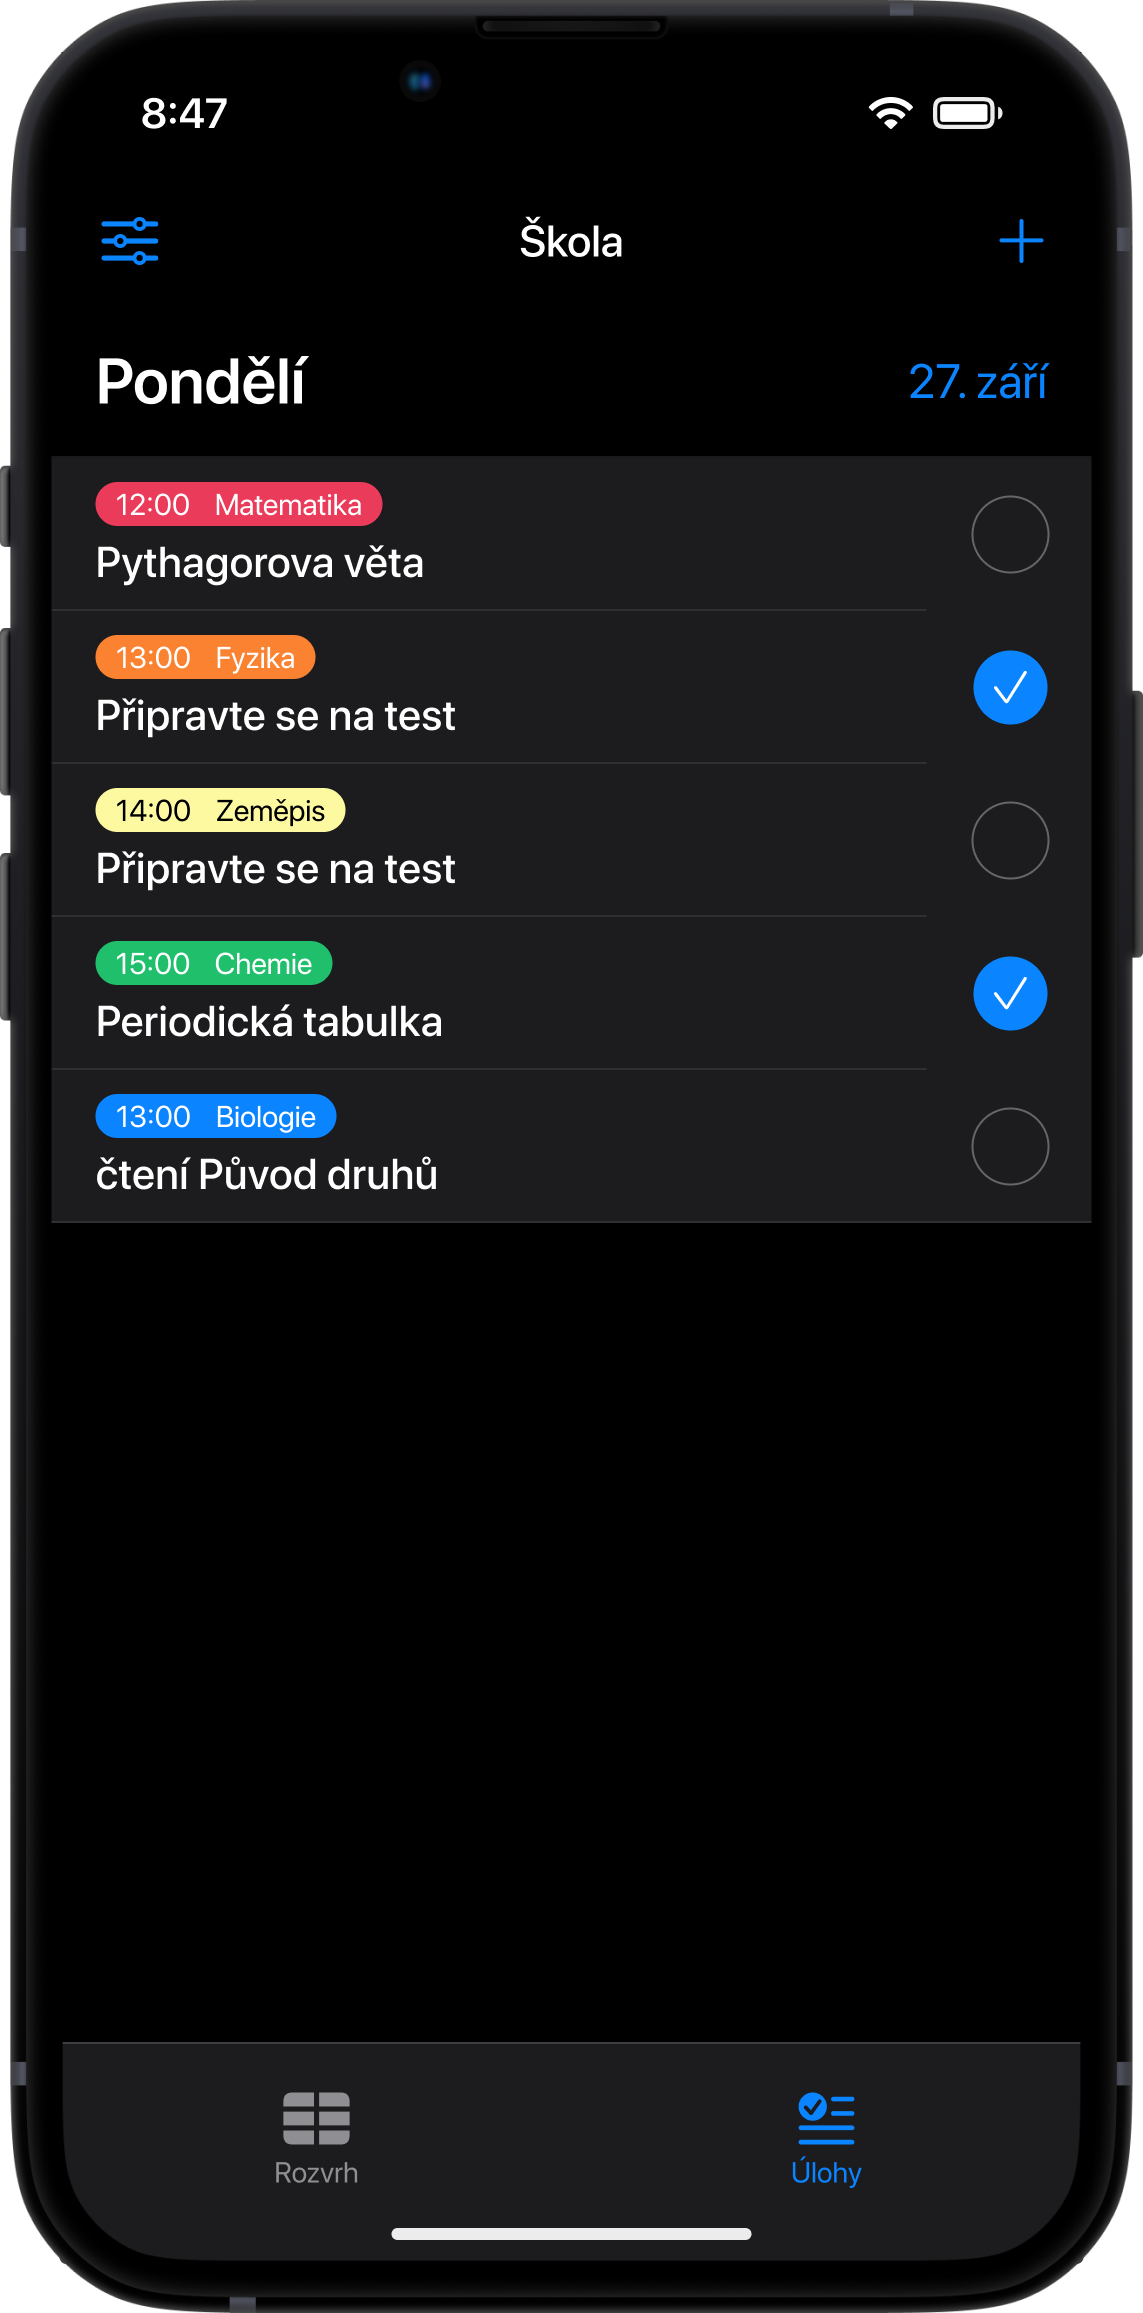 8:47
Škola
Pondělí 27. září
12:00 Matematika
Pythagorova věta
13:00 Fyzika
Připravte se na test
14:00 Zeměpis
Připravte se na test
15:00 Chemie
Periodická tabulka
13:00 Biologie
čtení Původ druhů
Rozvrh Úlohy